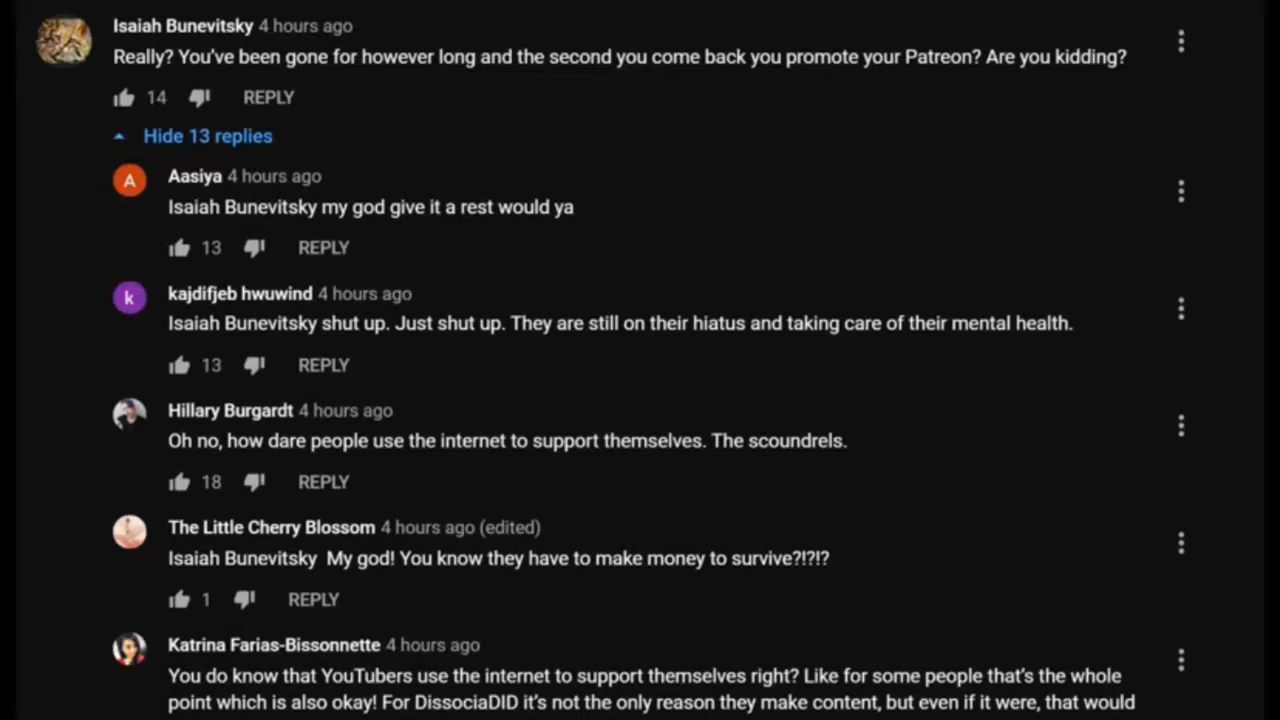 Isaiah Bunevitsky 4 hours ago
Really? You've been gone for however long and the second you come back you promote your Patreon? Are you kidding?
14 REPLY
Hide 13 replies
A
Aasiya 4 hours ago
Isaiah Bunevitsky my god give it a rest would ya
13 REPLY
k
kajdifjeb hwuwind 4 hours ago
Isaiah Bunevitsky shut up. Just shut up. They are still on their hiatus and taking care of their mental health.
13 REPLY
Hillary Burgardt 4 hours ago
Oh no, how dare people use the internet to support themselves. The scoundrels.
18 REPLY
The Little Cherry Blossom 4 hours ago (edited)
Isaiah Bunevitsky  My god! You know they have to make money to survive?!?!?
1 REPLY
Katrina Farias-Bissonnette 4 hours ago
You do know that YouTubers use the internet to support themselves right? Like for some people that's the whole
point which is also okay! For DissociaDID it's not the only reason they make content, but even if it were, that would